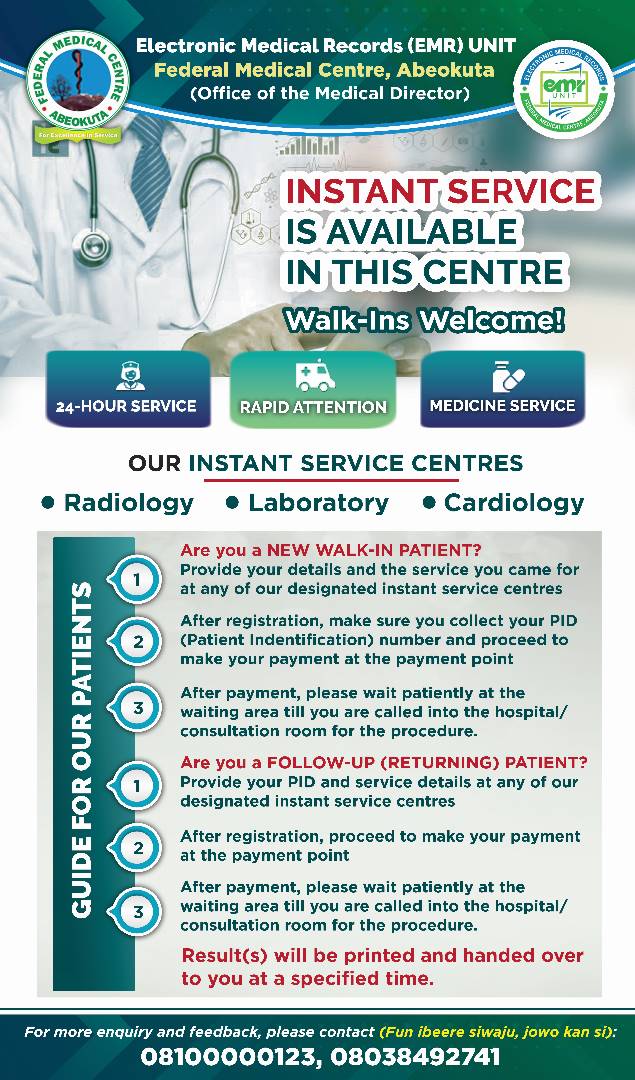 Electronic Medical Records (EMR) UNIT
Federal Medical Centre, Abeokuta
(Office of the Medical Director)
FEDERAL MEDICAL CENTRE
ABEOKUTA
For Excellence in Service
ELECTRONIC MEDICAL RECORDS
emr
UNIT
FEDERAL MEDICAL CENTRE, ABEOKUTA
INSTANT SERVICE
IS AVAILABLE
IN THIS CENTRE
Walk-Ins Welcome!
24-HOUR SERVICE
RAPID ATTENTION
MEDICINE SERVICE
OUR INSTANT SERVICE CENTRES
• Radiology • Laboratory • Cardiology
GUIDE FOR OUR PATIENTS
Are you a NEW WALK-IN PATIENT?
1 Provide your details and the service you came for
at any of our designated instant service centres
After registration, make sure you collect your PID
2 (Patient Indentification) number and proceed to
make your payment at the payment point
After payment, please wait patiently at the
3 waiting area till you are called into the hospital/
consultation room for the procedure.
Are you a FOLLOW-UP (RETURNING) PATIENT?
1 Provide your PID and service details at any of our
designated instant service centres
2 After registration, proceed to make your payment
at the payment point
After payment, please wait patiently at the
3 waiting area till you are called into the hospital/
consultation room for the procedure.
Result(s) will be printed and handed over
to you at a specified time.
For more enquiry and feedback, please contact (Fun ibeere siwaju, jowo kan si):
08100000123, 08038492741